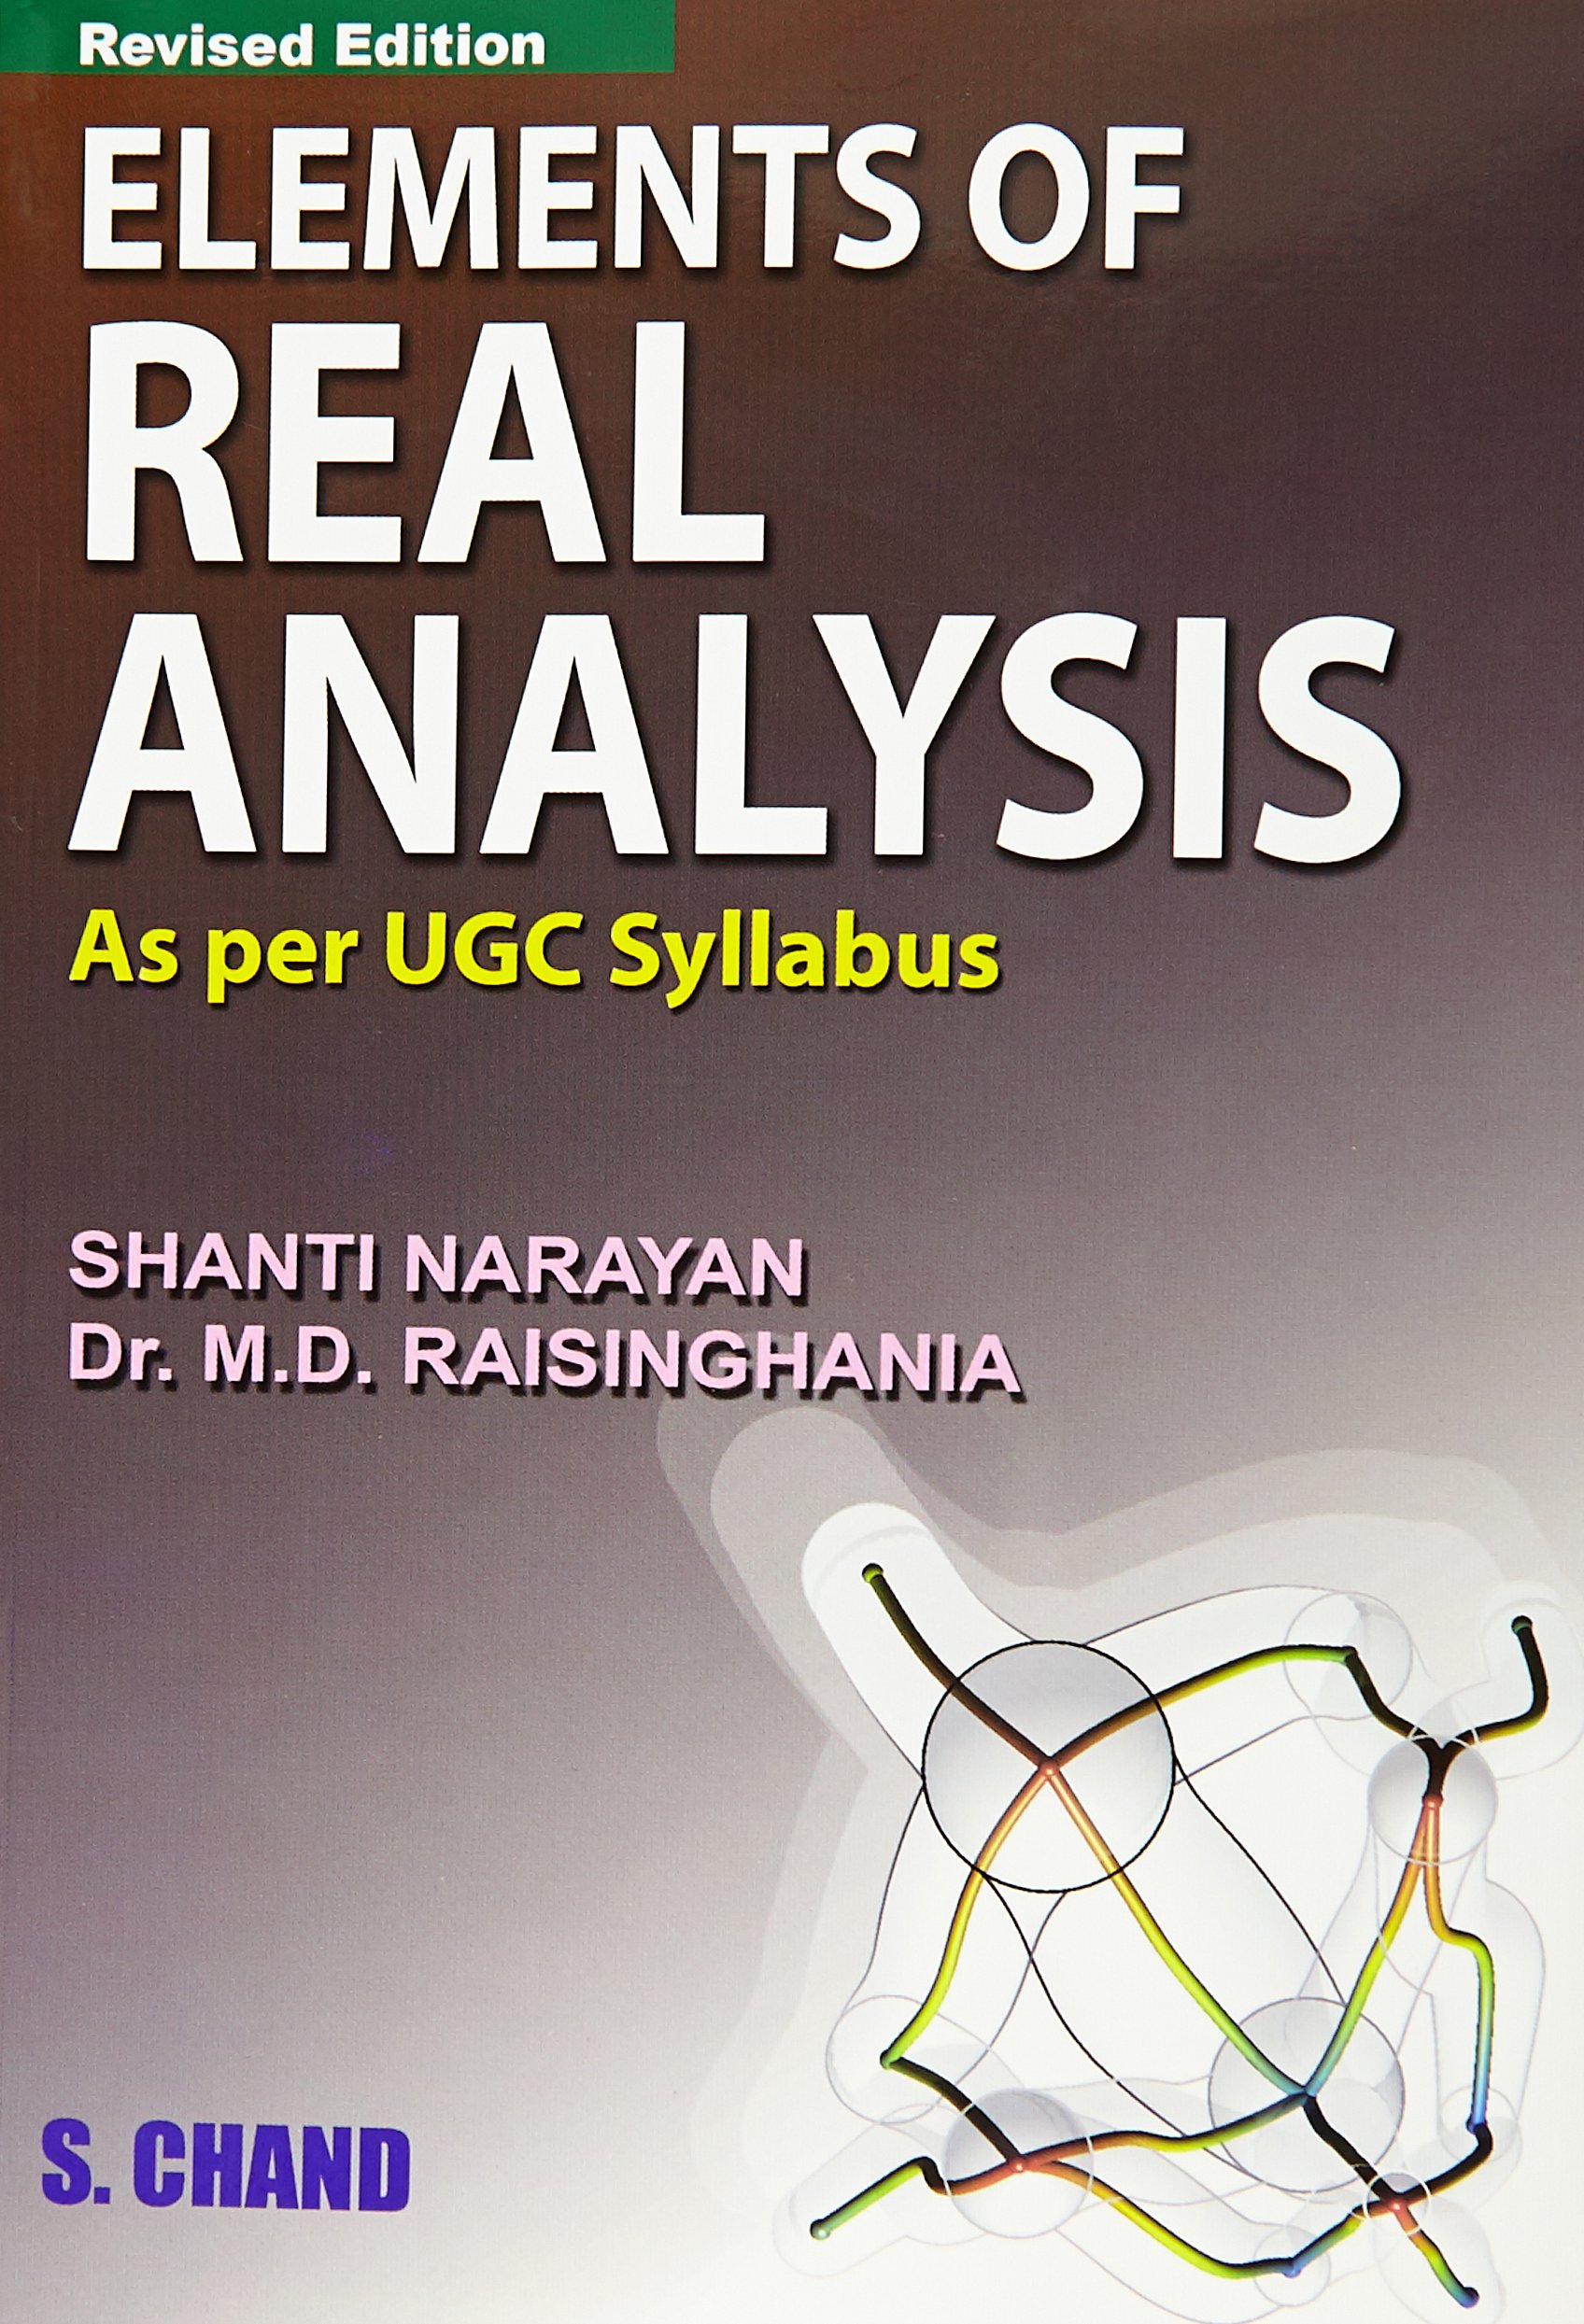 Revised Edition
ELEMENTS OF
REAL
ANALYSIS
As per UGC Syllabus
SHANTI NARAYAN
Dr. M.D. RAISINGHANIA
S. CHAND